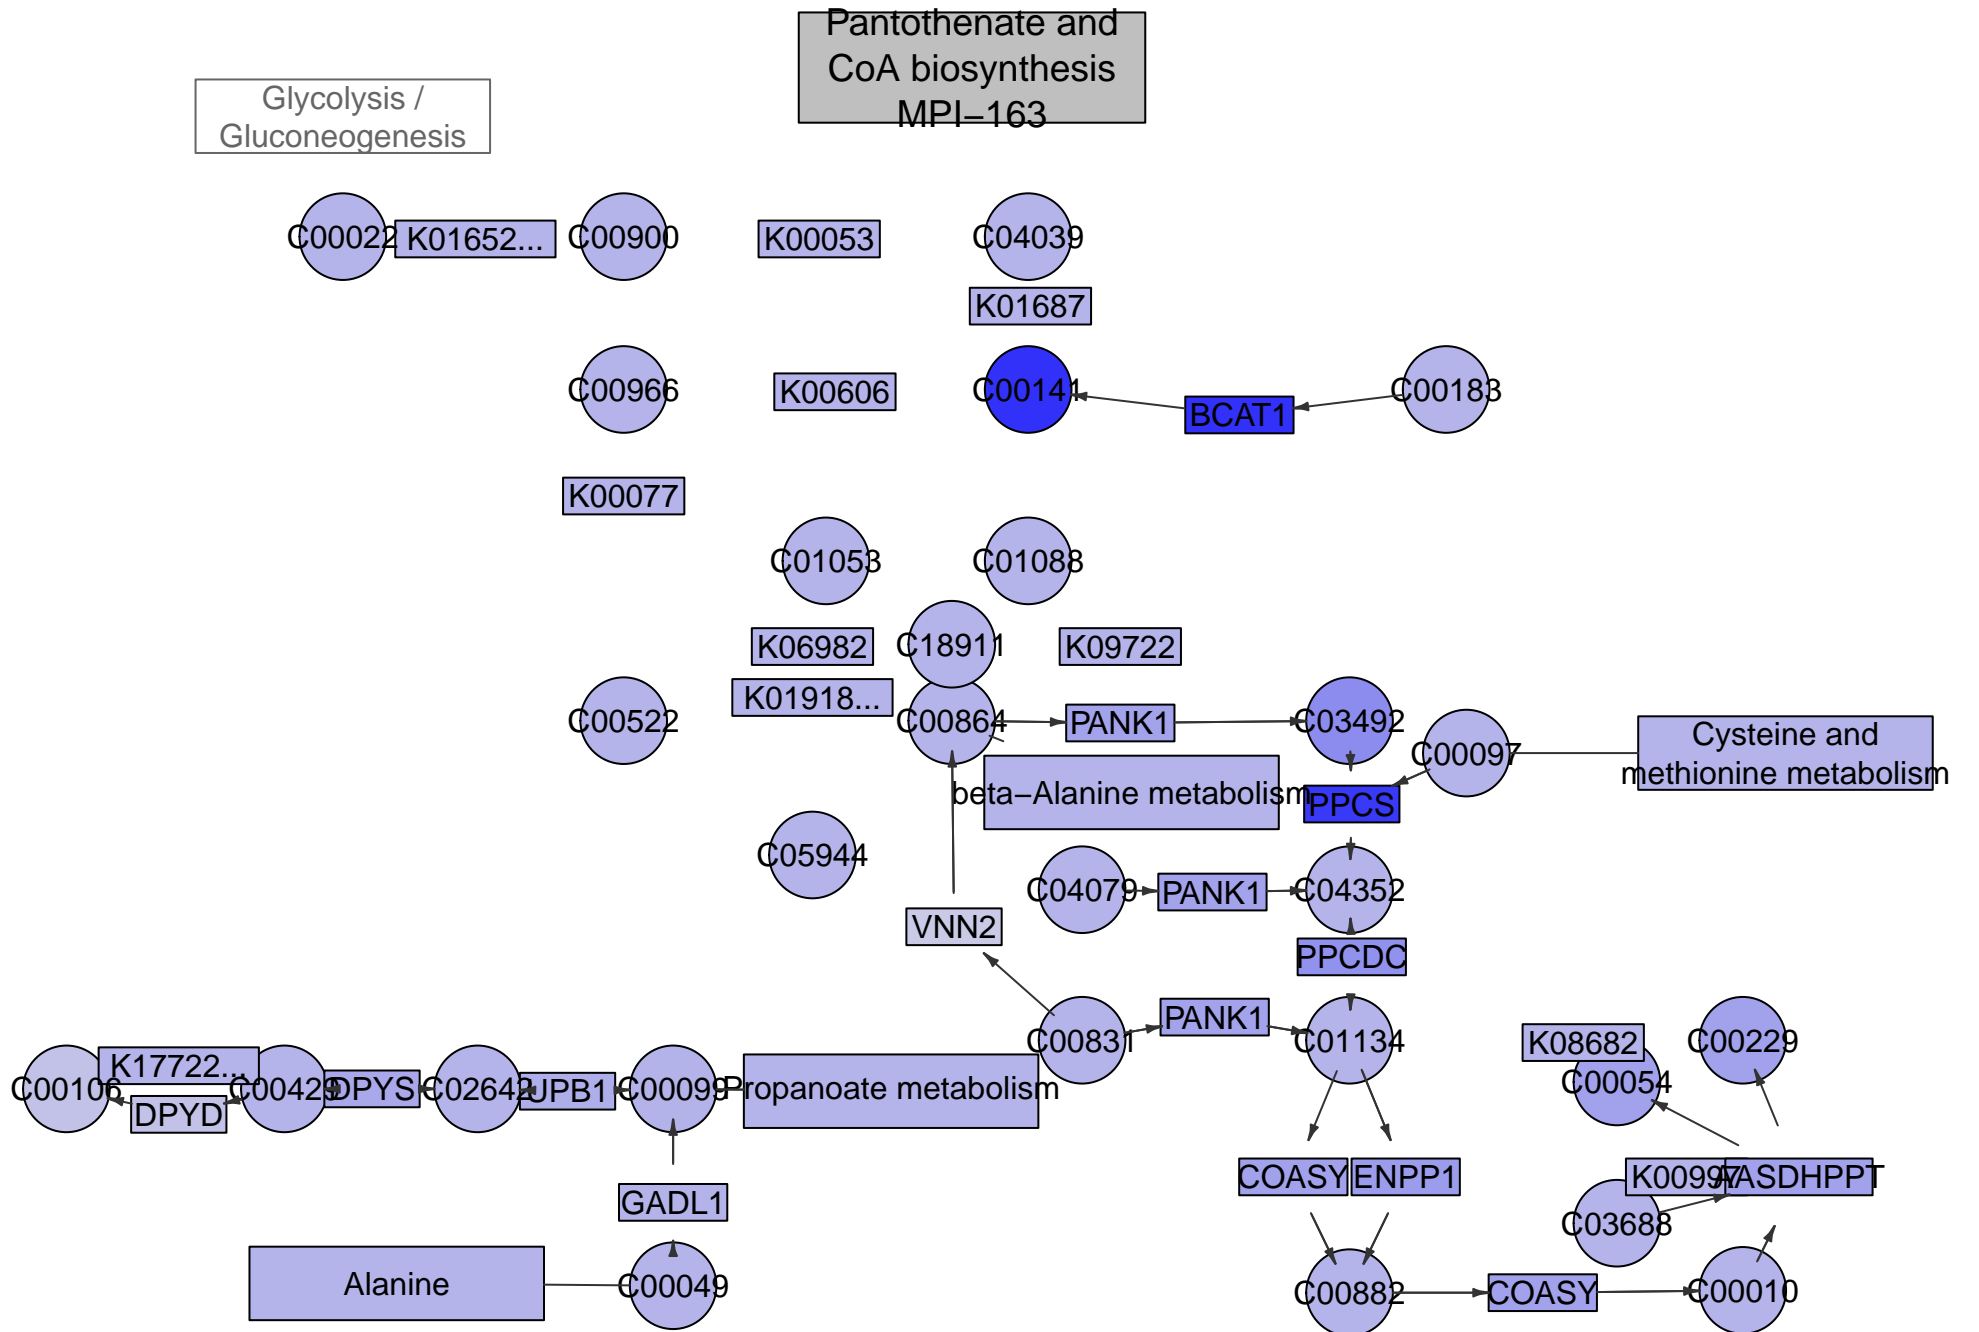 Pantothenate and
CoA biosynthesis
MPI−163
Glycolysis /
Gluconeogenesis
C00022 K01652... C00900 K00053 C04039
K01687
C00966 K00606 C00141 BCAT1 C00183
K00077
C01053 C01088
K06982 C18911 K09722
K01918...
C00522 C00864 PANK1 C03492
Cysteine and
methionine metabolism
C00097
beta−Alanine metabolism PPCS
C05944 C04079 PANK1 C04352
VNN2
PPCDC
PANK1
C00831 C01134 K08682 C00229
K17722... C00054
C00106 C00429 DPYS C02642 UPB1 C00099 Propanoate metabolism
DPYD
COASY ENPP1 K00997 AASDHPPT
GADL1
C03688
Alanine C00049 C00882 COASY C00010